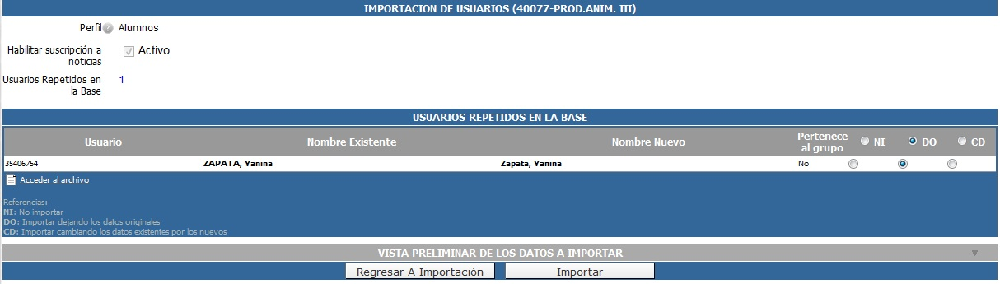 IMPORTACION DE USUARIOS (40077-PROD.ANIM. III)
Perfil ? Alumnos
Habilitar suscripción a
noticias
Activo
Usuarios Repetidos en
la Base
1
USUARIOS REPETIDOS EN LA BASE
Usuario Nombre Existente Nombre Nuevo Pertenece
al grupo NI DO CD
35406754 ZAPATA, Yanina Zapata, Yanina No
Acceder al archivo
Referencias:
NI: No importar
DO: Importar dejando los datos originales
CD: Importar cambiando los datos existentes por los nuevos
VISTA PRELIMINAR DE LOS DATOS A IMPORTAR
Regresar A Importación Importar